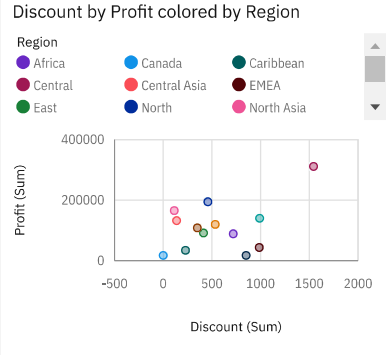 Discount by Profit colored by Region
Region
Africa Canada Caribbean
Central Central Asia EMEA
East North North Asia
Profit (Sum)
400000
200000
0
-500 0 500 1000 1500 2000
Discount (Sum)